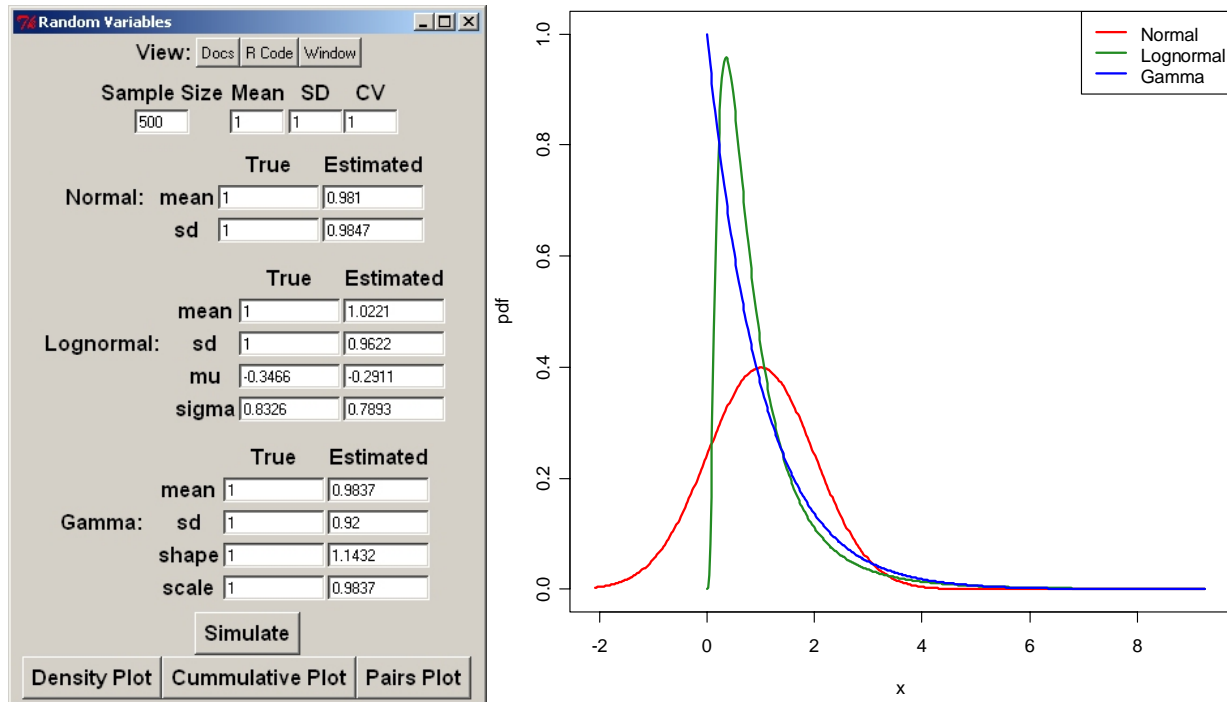 Random Variables
View: Docs R Code Window
Sample Size Mean SD CV
500 1 1 1
True Estimated
Normal: mean 1 0.981
sd 1 0.9847
True Estimated
mean 1 1.0221
Lognormal: sd 1 0.9622
mu -0.3466 -0.2911
sigma 0.8326 0.7893
True Estimated
mean 1 0.9837
Gamma: sd 1 0.92
shape 1 1.1432
scale 1 0.9837
Simulate
Density Plot Cummulative Plot Pairs Plot
Normal
Lognormal
Gamma
1.0
0.8
0.6
0.4
0.2
0.0
pdf
-2 0 2 4 6 8
x